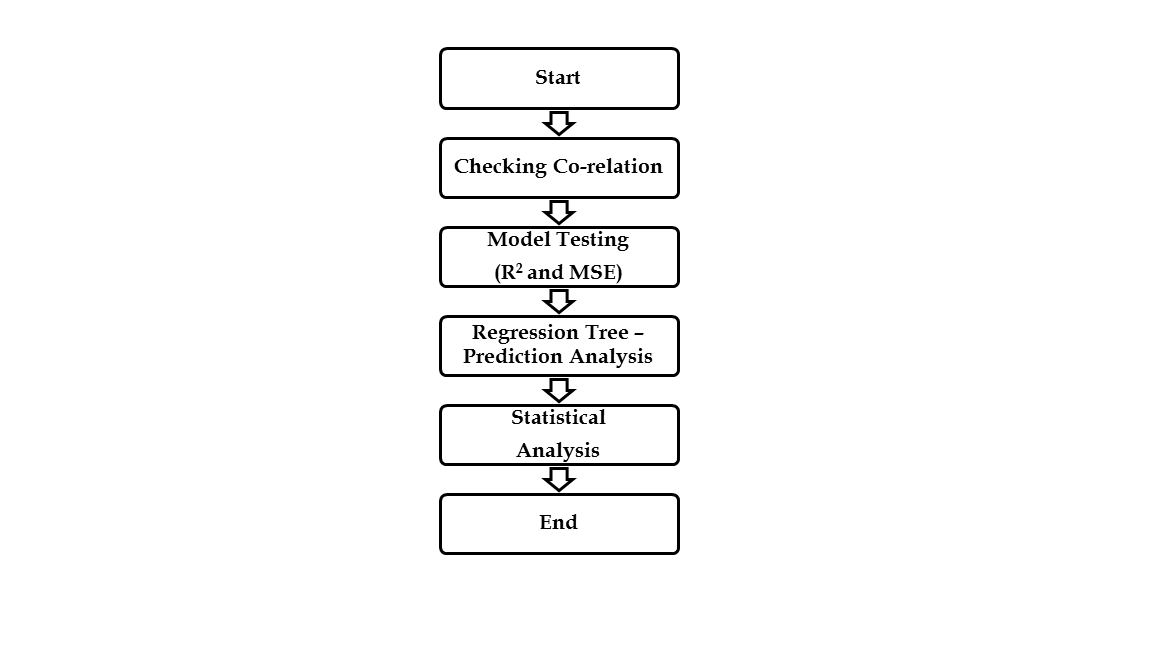 Start
Checking Co-relation
Model Testing
(R² and MSE)
Regression Tree –
Prediction Analysis
Statistical
Analysis
End